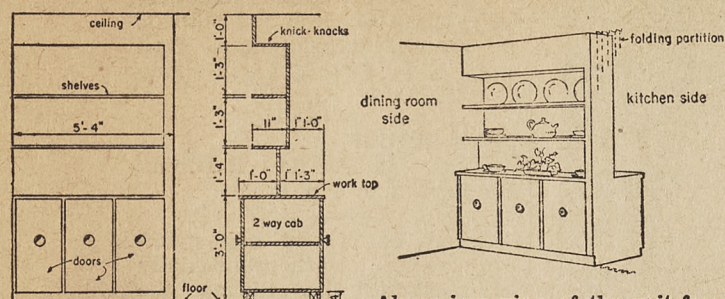 ceiling
shelves
5'-4"
doors
floor
1'-0"
1'-3"
1'-3"
1'-4"
3'-0"
knick-knacks
11"
1'-0"
1'-0"
1'-3"
work top
2 way cab
dining room
side
folding partition
kitchen side